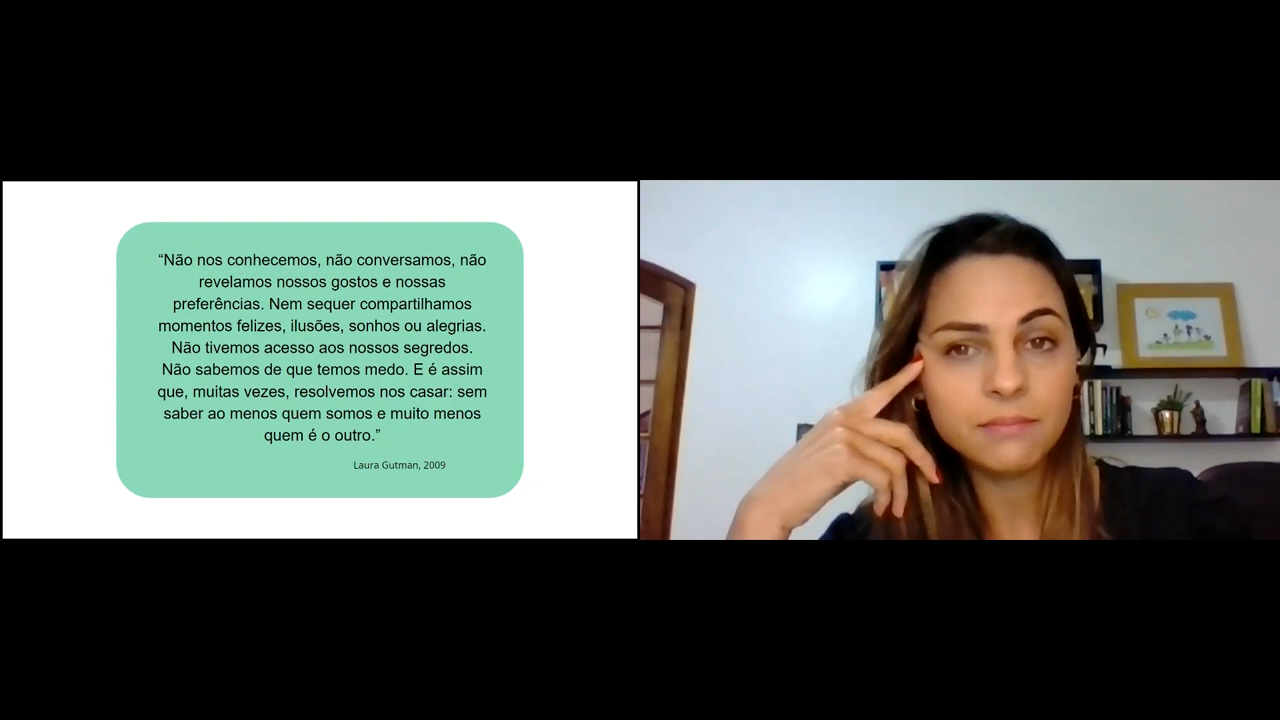 “Não nos conhecemos, não conversamos, não
revelamos nossos gostos e nossas
preferências. Nem sequer compartilhamos
momentos felizes, ilusões, sonhos ou alegrias.
Não tivemos acesso aos nossos segredos.
Não sabemos de que temos medo. E é assim
que, muitas vezes, resolvemos nos casar: sem
saber ao menos quem somos e muito menos
quem é o outro.”
Laura Gutman, 2009